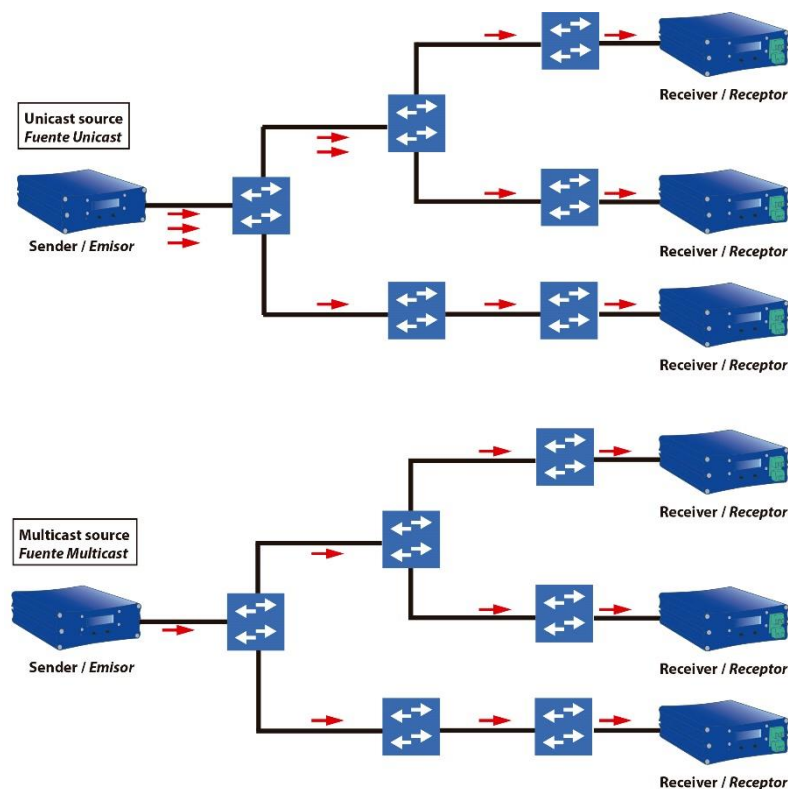 Unicast source
Fuente Unicast
Sender / Emisor
Receiver / Receptor
Receiver / Receptor
Receiver / Receptor
Multicast source
Fuente Multicast
Sender / Emisor
Receiver / Receptor
Receiver / Receptor
Receiver / Receptor